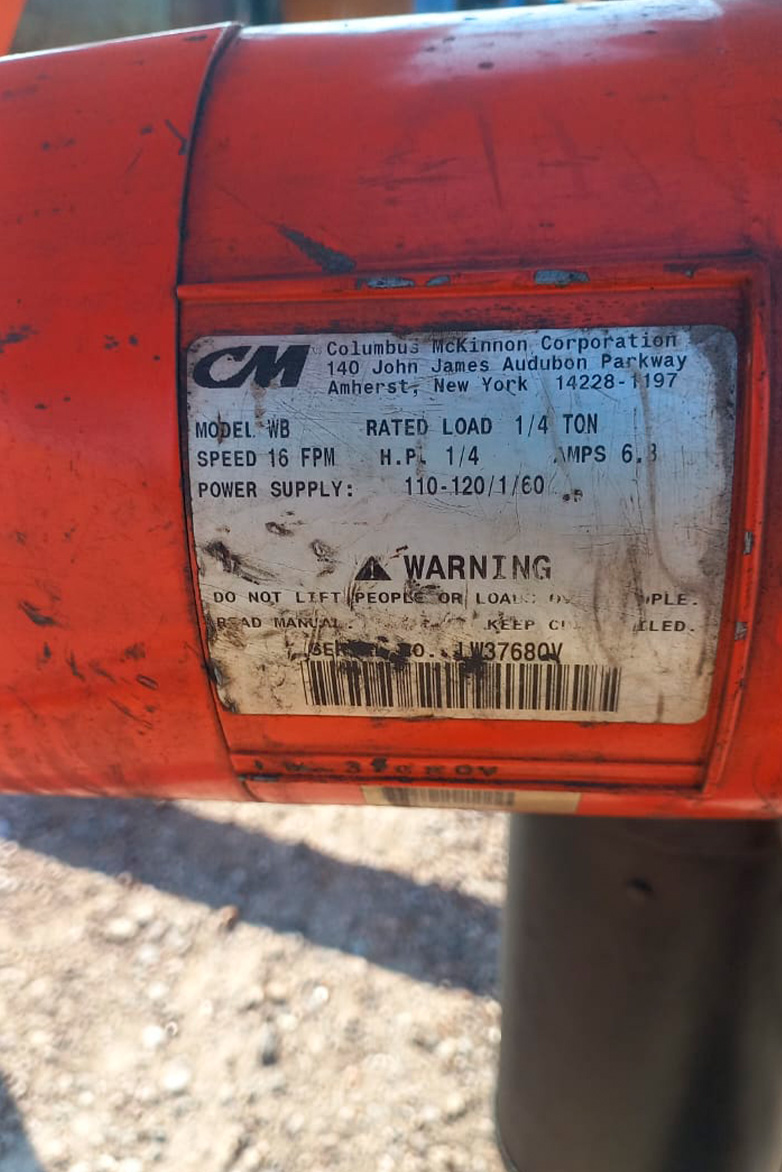 CM
Columbus McKinnon Corporation
140 John James Audubon Parkway
Amherst, New York 14228-1197
MODEL WB RATED LOAD 1/4 TON
SPEED 16 FPM H.P. 1/4 AMPS
POWER SUPPLY: 110-120/1/60
WARNING
DO NOT LIFT PEOPLE OR
READ MANUAL. KEEP
LW3768QV